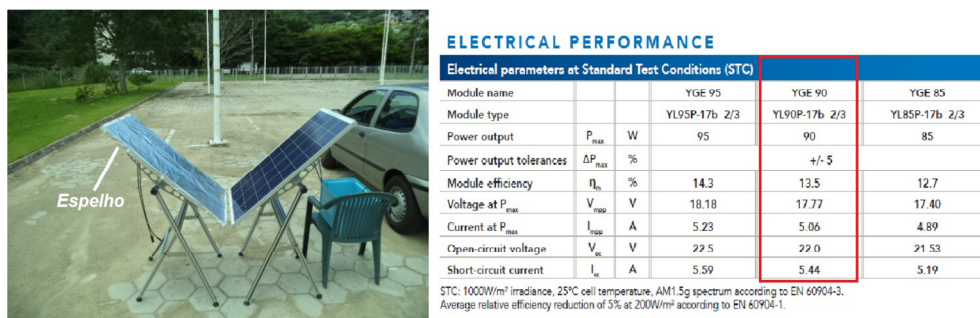 Espelho
ELECTRICAL PERFORMANCE
Electrical parameters at Standard Test Conditions (STC)
Module name YGE 95 YGE 90 YGE 85
Module type YL95P-17b 2/3 YL90P-17b 2/3 YL85P-17b 2/3
Power output Pmax W 95 90 85
Power output tolerances ΔPmax % +/- 5
Module efficiency ηm % 14.3 13.5 12.7
Voltage at Pmax Vmpp V 18.18 17.77 17.40
Current at Pmax Impp A 5.23 5.06 4.89
Open-circuit voltage Voc V 22.5 22.0 21.53
Short-circuit current Isc A 5.59 5.44 5.19
STC: 1000W/m² irradiance, 25°C cell temperature, AM1.5g spectrum according to EN 60904-3.
Average relative efficiency reduction of 5% at 200W/m² according to EN 60904-1.